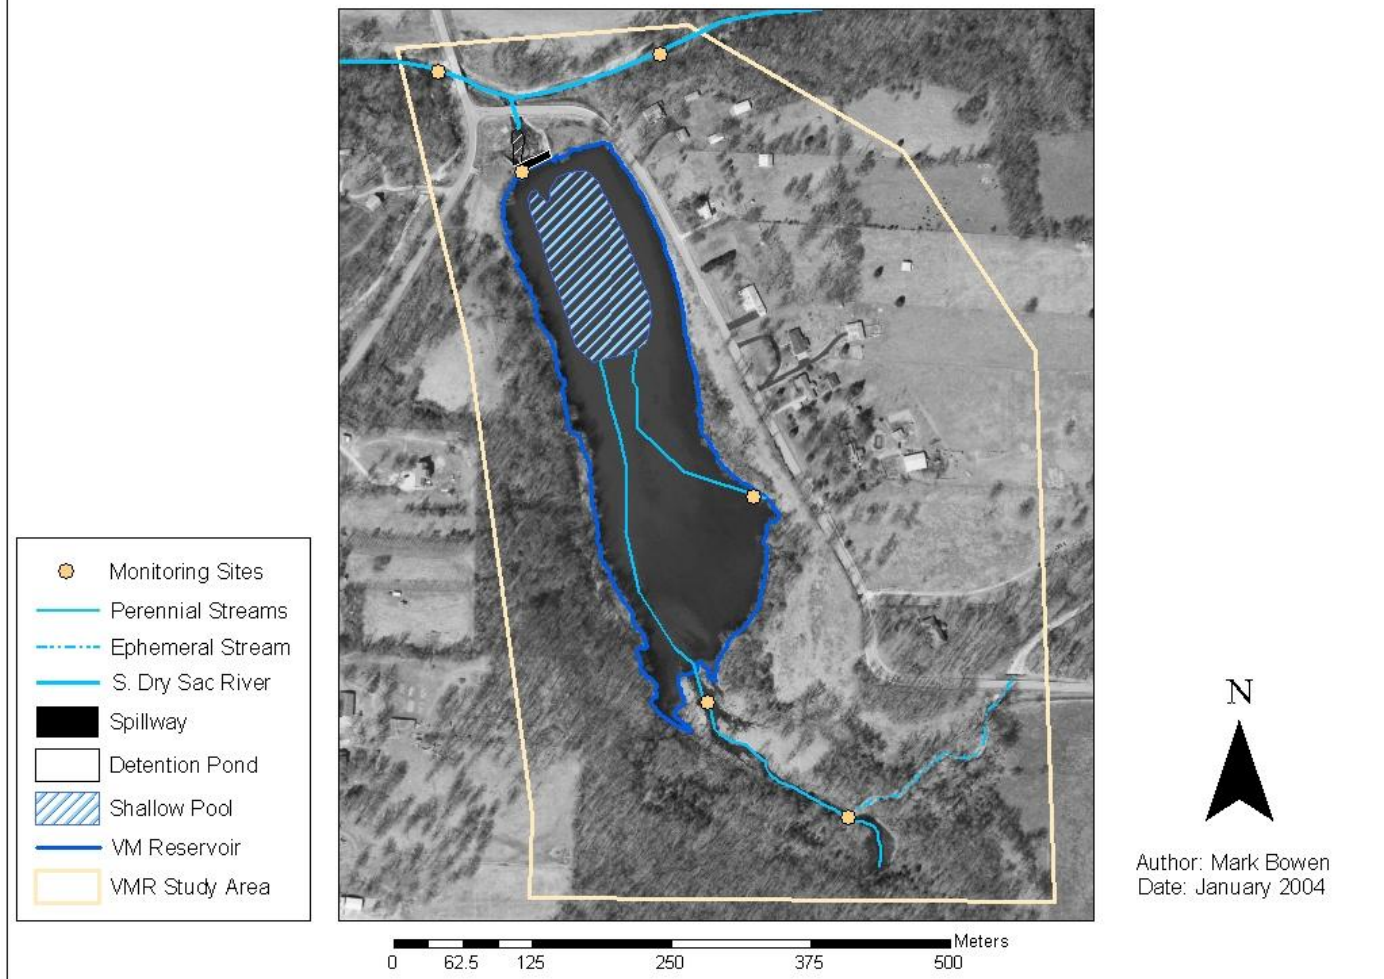 Monitoring Sites
Perennial Streams
Ephemeral Stream
S. Dry Sac River
Spillway
Detention Pond
Shallow Pool
VM Reservoir
VMR Study Area
N
Author: Mark Bowen
Date: January 2004
Meters
0 62.5 125 250 375 500